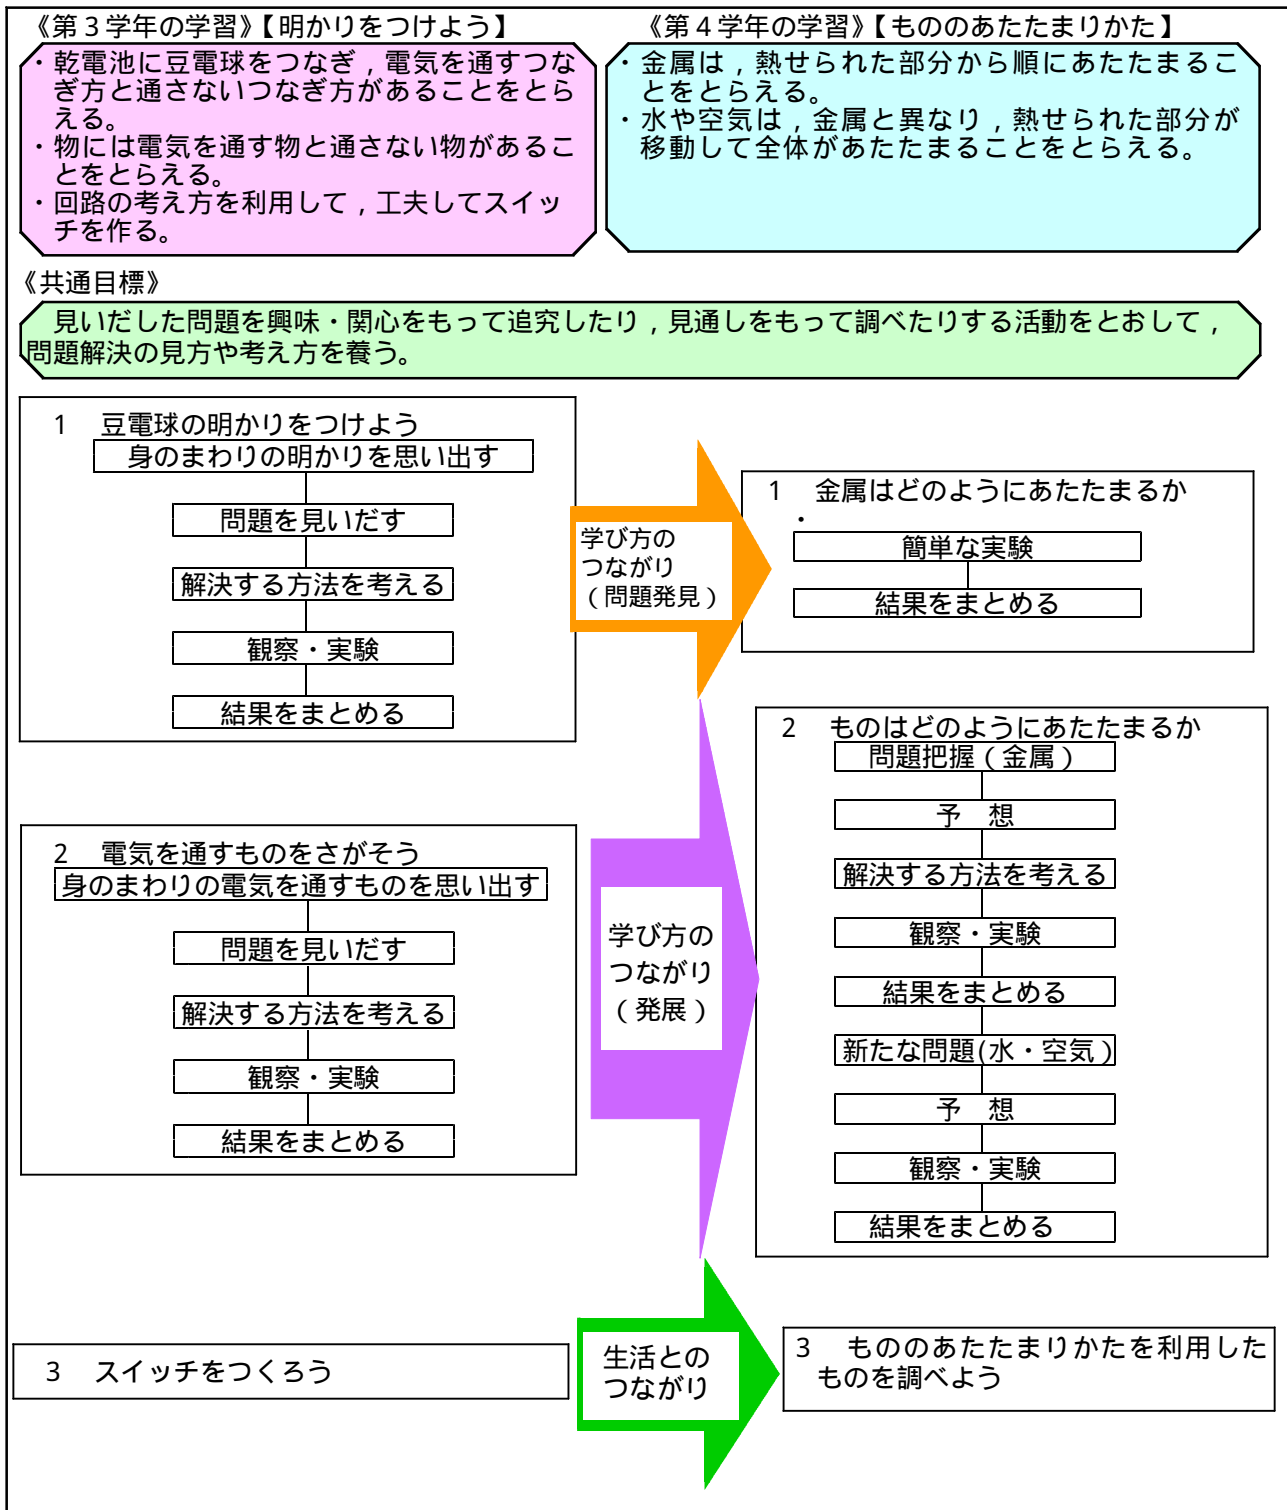 《第３学年の学習》【明かりをつけよう】
・乾電池に豆電球をつなぎ，電気を通すつな
ぎ方と通さないつなぎ方があることをとら
える。
・物には電気を通す物と通さない物があるこ
とをとらえる。
・回路の考え方を利用して，工夫してスイッ
チを作る。
《第４学年の学習》【もののあたたまりかた】
・金属は，熱せられた部分から順にあたたまるこ
とをとらえる。
・水や空気は，金属と異なり，熱せられた部分が
移動して全体があたたまることをとらえる。
《共通目標》
見いだした問題を興味・関心をもって追究したり，見通しをもって調べたりする活動をとおして，
問題解決の見方や考え方を養う。
1　豆電球の明かりをつけよう
身のまわりの明かりを思い出す
問題を見いだす
解決する方法を考える
観察・実験
結果をまとめる
学び方の
つながり
（問題発見）
1　金属はどのようにあたたまるか
・
簡単な実験
結果をまとめる
2　電気を通すものをさがそう
身のまわりの電気を通すものを思い出す
問題を見いだす
解決する方法を考える
観察・実験
結果をまとめる
学び方の
つながり
（発展）
2　ものはどのようにあたたまるか
問題把握（金属）
予　想
解決する方法を考える
観察・実験
結果をまとめる
新たな問題(水・空気）
予　想
観察・実験
結果をまとめる
3　スイッチをつくろう
生活との
つながり
3　もののあたたまりかたを利用した
ものを調べよう